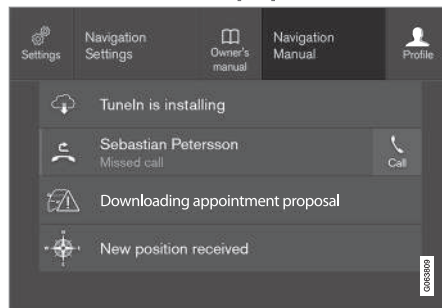 Settings
Navigation
Settings
Owner's
manual
Navigation
Manual
Profile
TuneIn is installing
Sebastian Petersson
Missed call
Call
Downloading appointment proposal
New position received
G063809